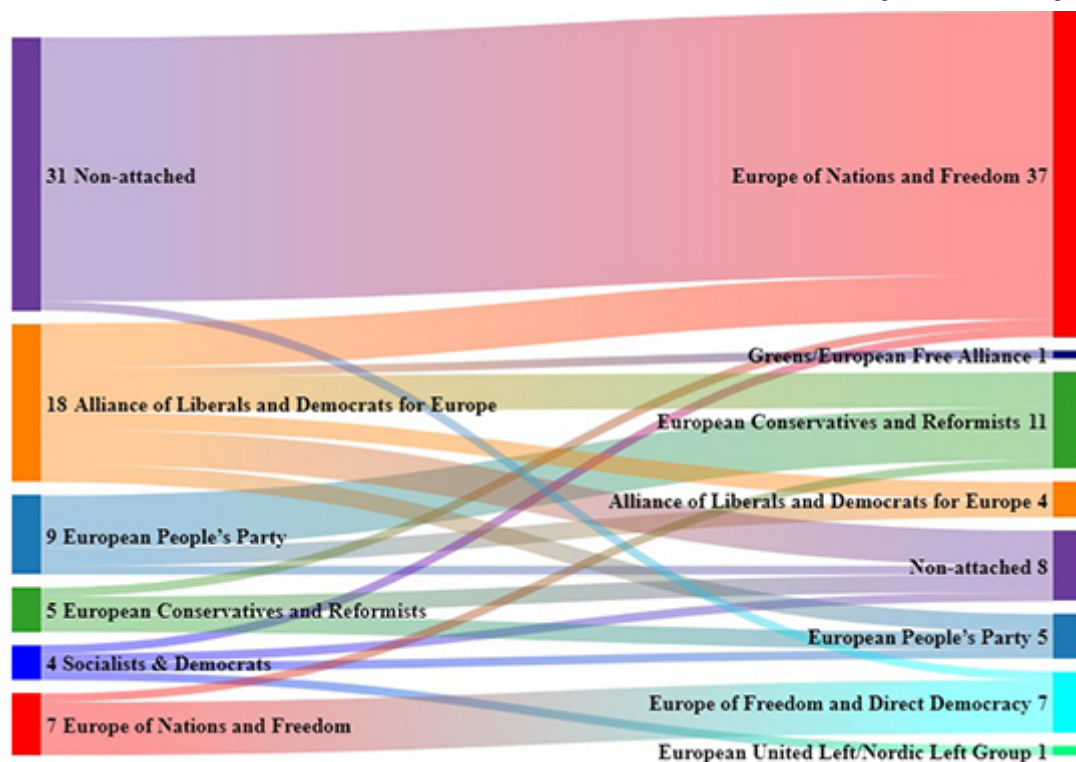 31 Non-attached
18 Alliance of Liberals and Democrats for Europe
9 European People's Party
5 European Conservatives and Reformists
4 Socialists & Democrats
7 Europe of Nations and Freedom
Europe of Nations and Freedom 37
Greens/European Free Alliance 1
European Conservatives and Reformists 11
Alliance of Liberals and Democrats for Europe 4
Non-attached 8
European People's Party 5
Europe of Freedom and Direct Democracy 7
European United Left/Nordic Left Group 1